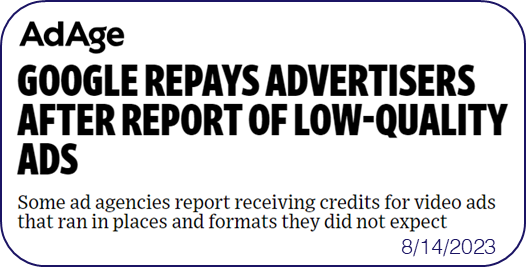 AdAge
GOOGLE REPAYS ADVERTISERS
AFTER REPORT OF LOW-QUALITY
ADS
Some ad agencies report receiving credits for video ads
that ran in places and formats they did not expect
8/14/2023